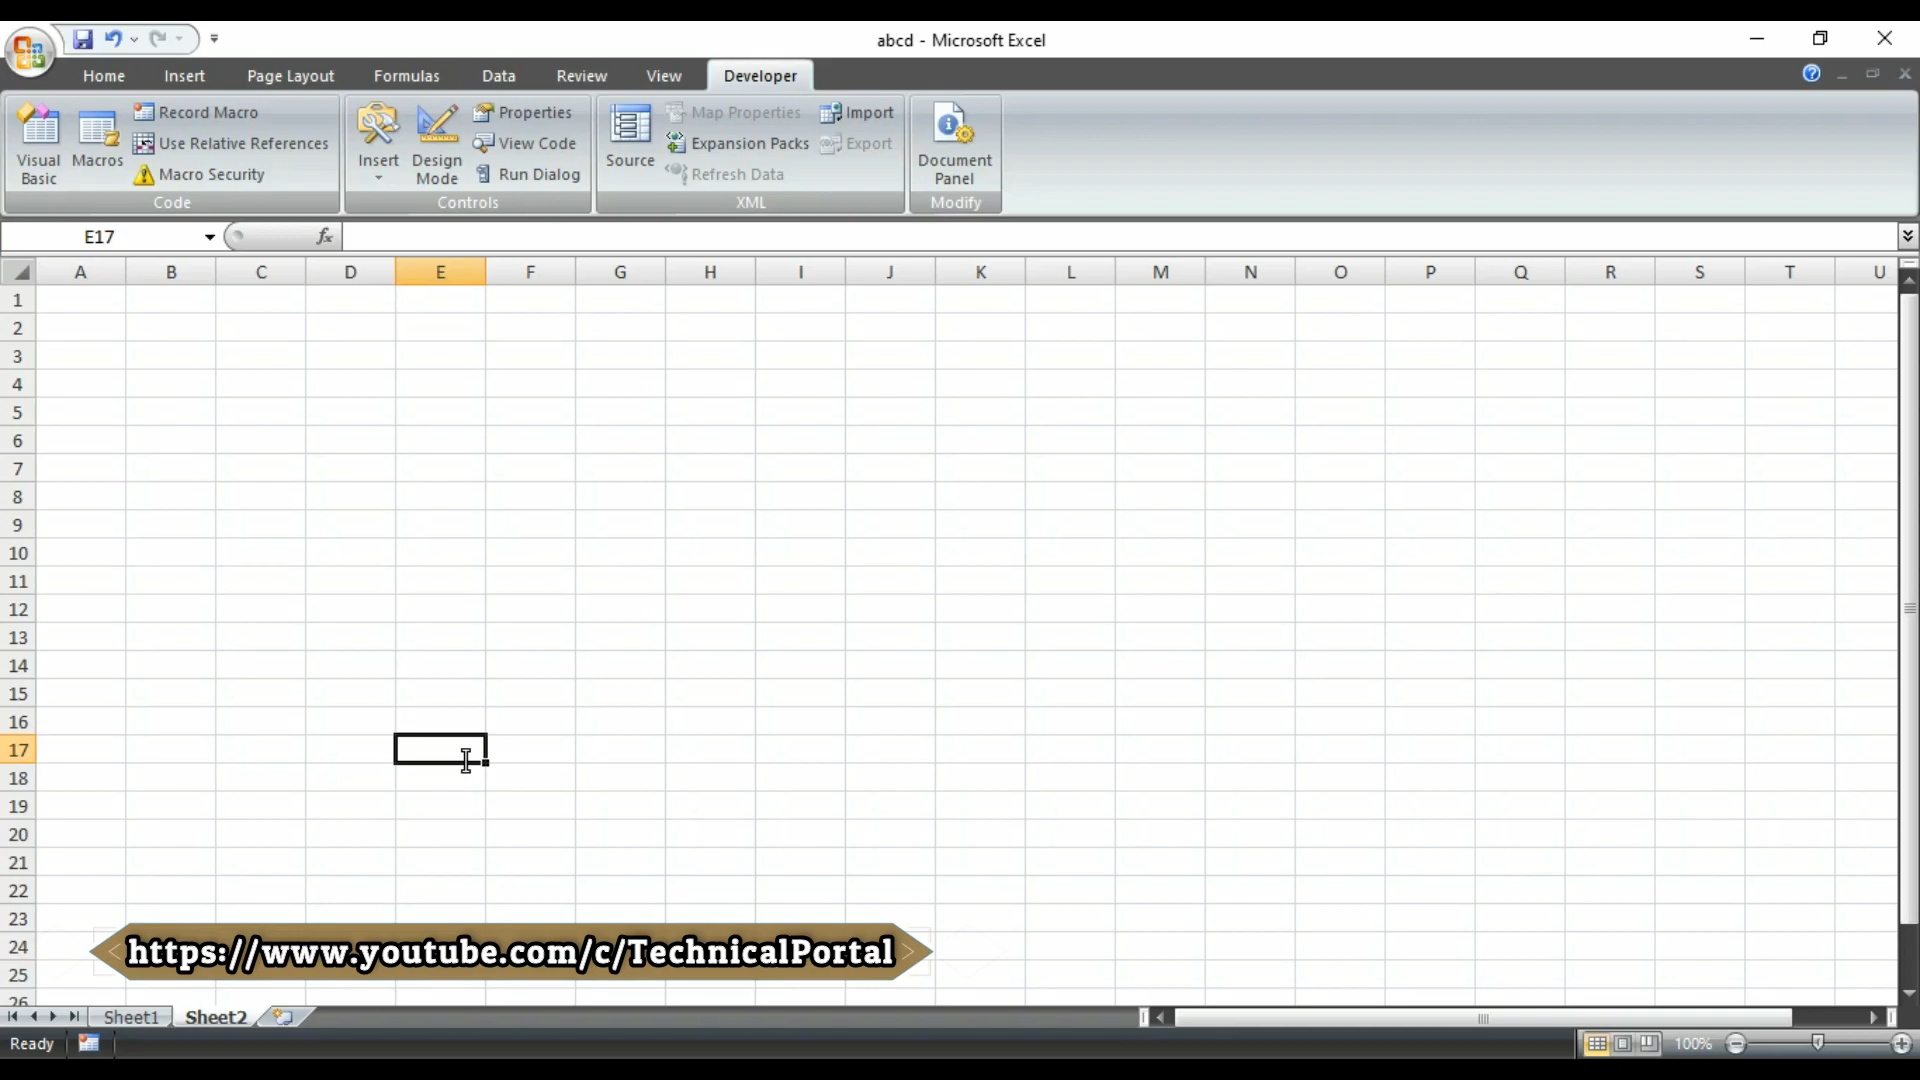 abcd - Microsoft Excel
Home Insert Page Layout Formulas Data Review View Developer
Visual Basic
Macros
Record Macro
Use Relative References
Macro Security
Code
Insert
Design Mode
Properties
View Code
Run Dialog
Controls
Source
Map Properties
Expansion Packs
Refresh Data
Import
Export
XML
Document Panel
Modify
E17
fx
A B C D E F G H I J K L M N O P Q R S T U
1
2
3
4
5
6
7
8
9
10
11
12
13
14
15
16
17
18
19
20
21
22
23
24
25
26
https://www.youtube.com/c/TechnicalPortal
Sheet1 Sheet2
Ready
100%